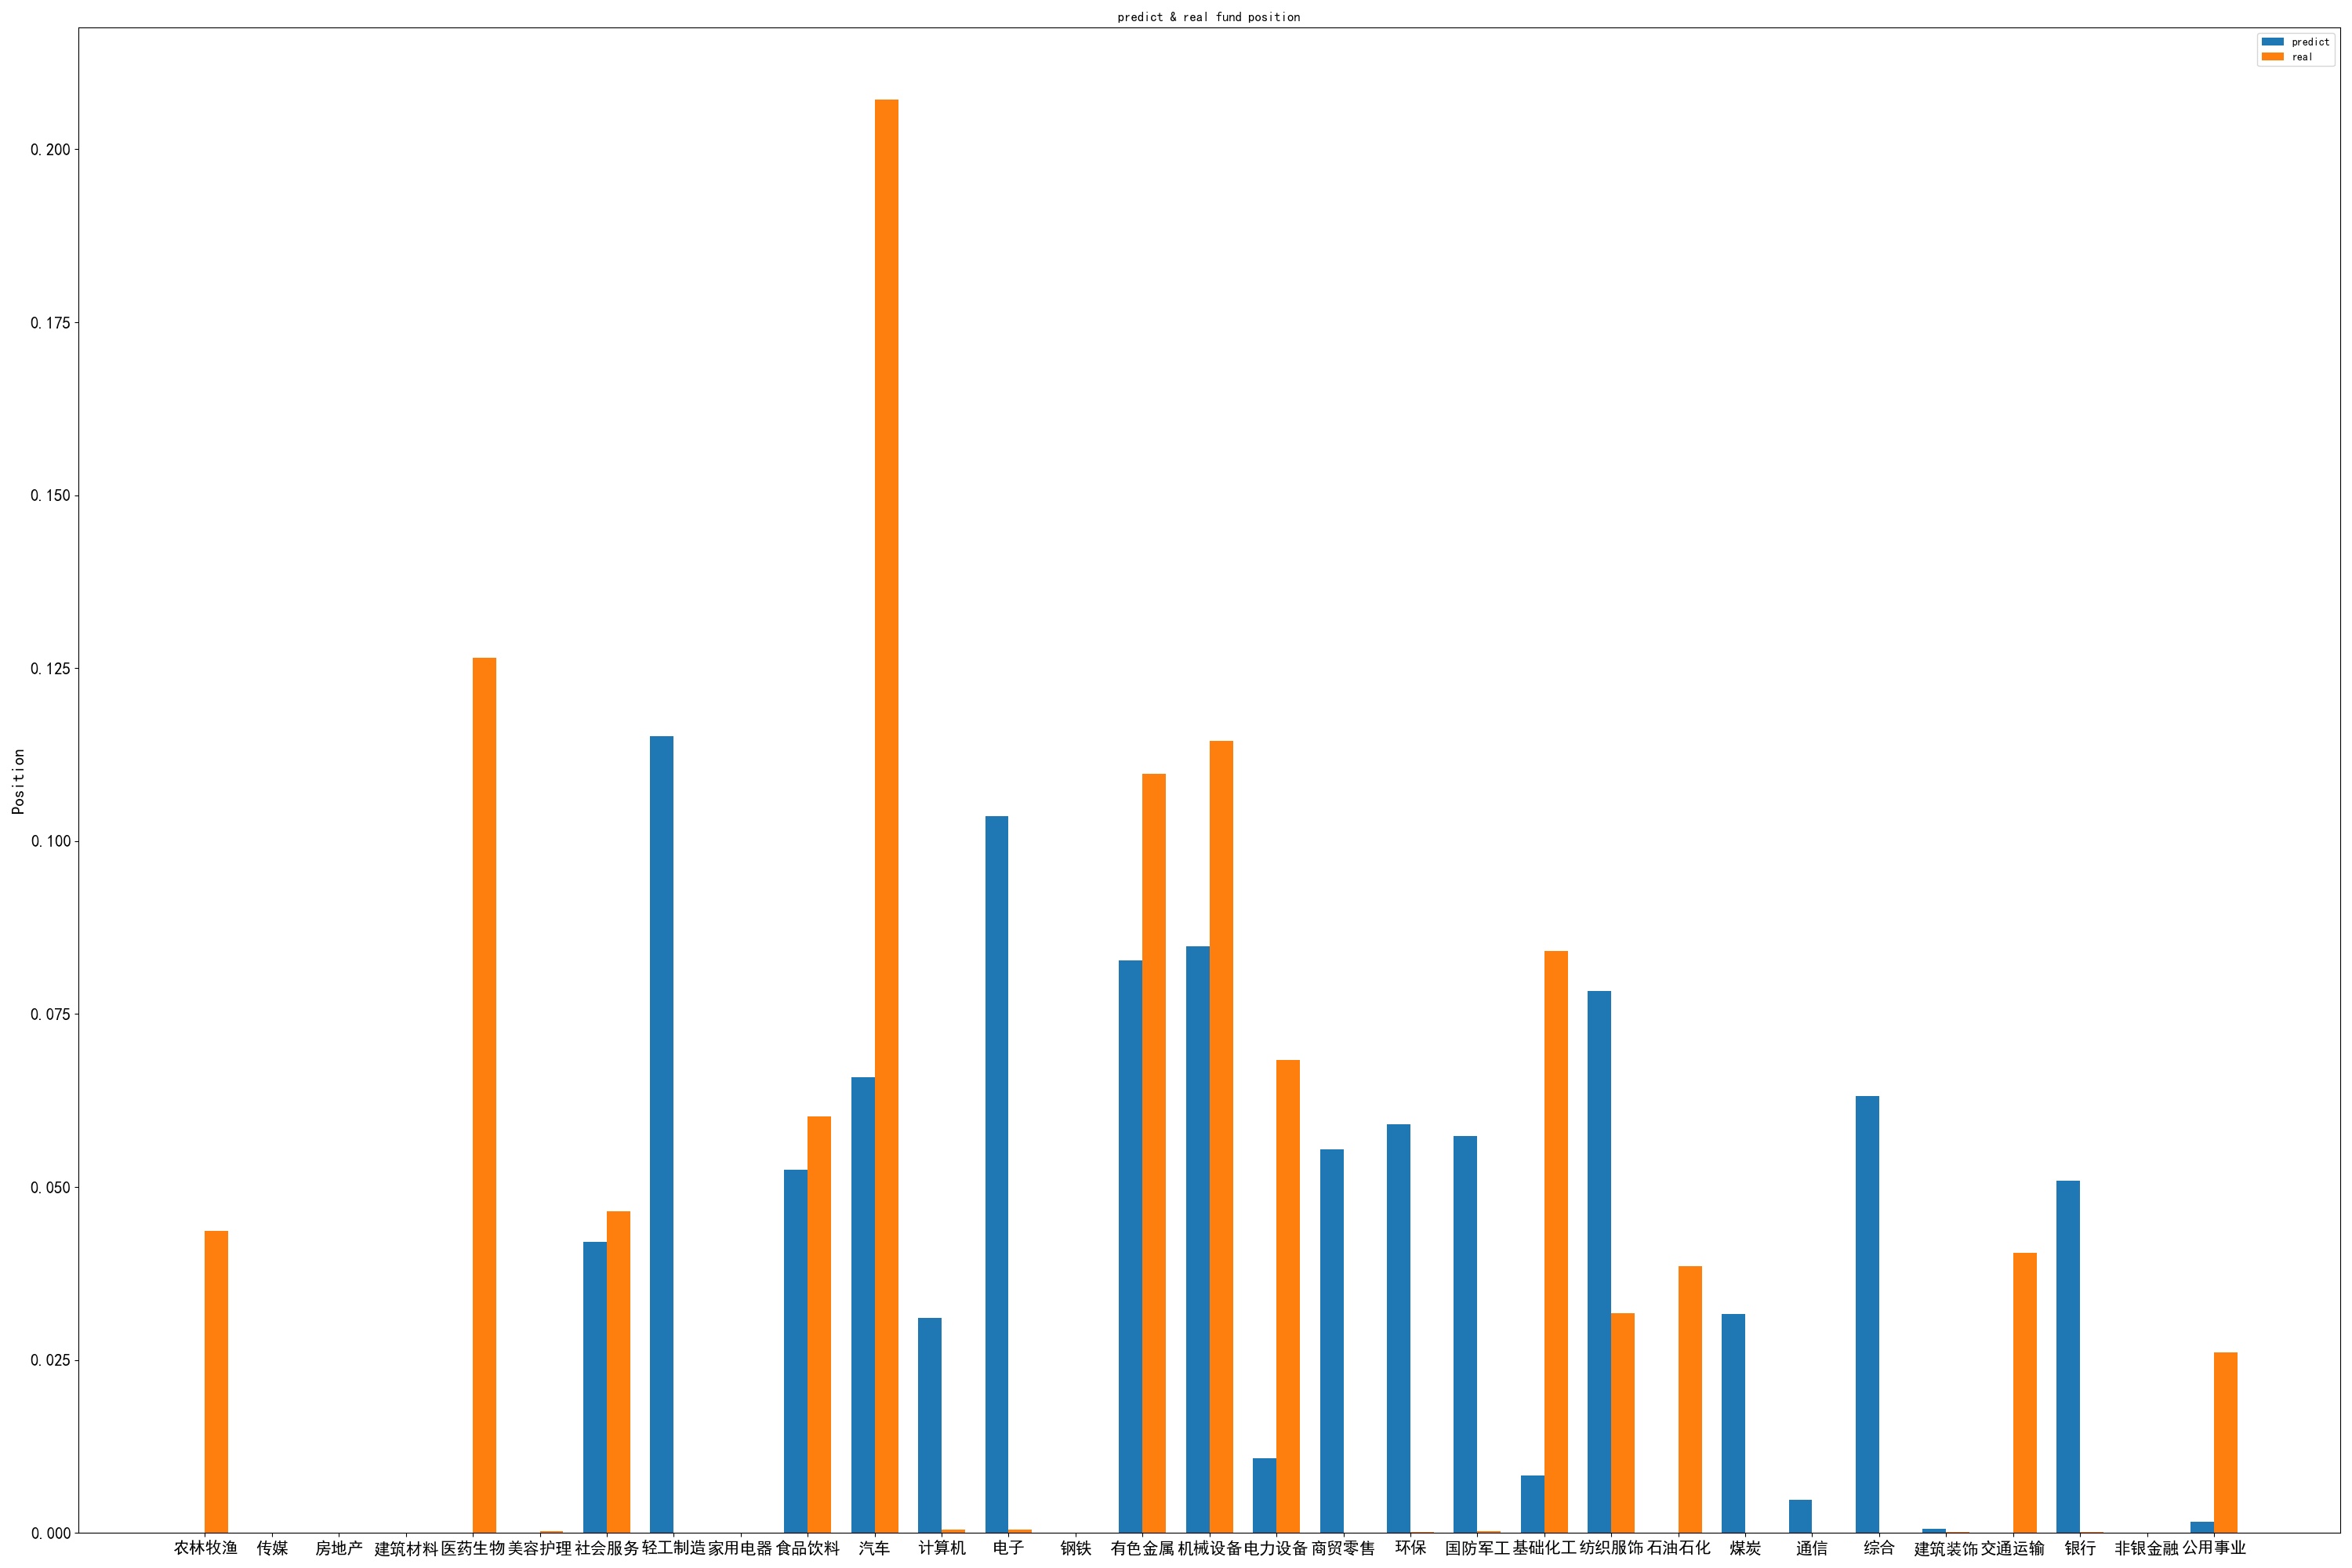 predict & real fund position
predict
real
0.200
0.175
0.150
0.125
0.100
0.075
0.050
0.025
0.000
Position
农林牧渔 传媒 房地产 建筑材料 医药生物 美容护理 社会服务 轻工制造 家用电器 食品饮料 汽车 计算机 电子 钢铁 有色金属 机械设备 电力设备 商贸零售 环保 国防军工 基础化工 纺织服饰 石油石化 煤炭 通信 综合 建筑装饰 交通运输 银行 非银金融 公用事业